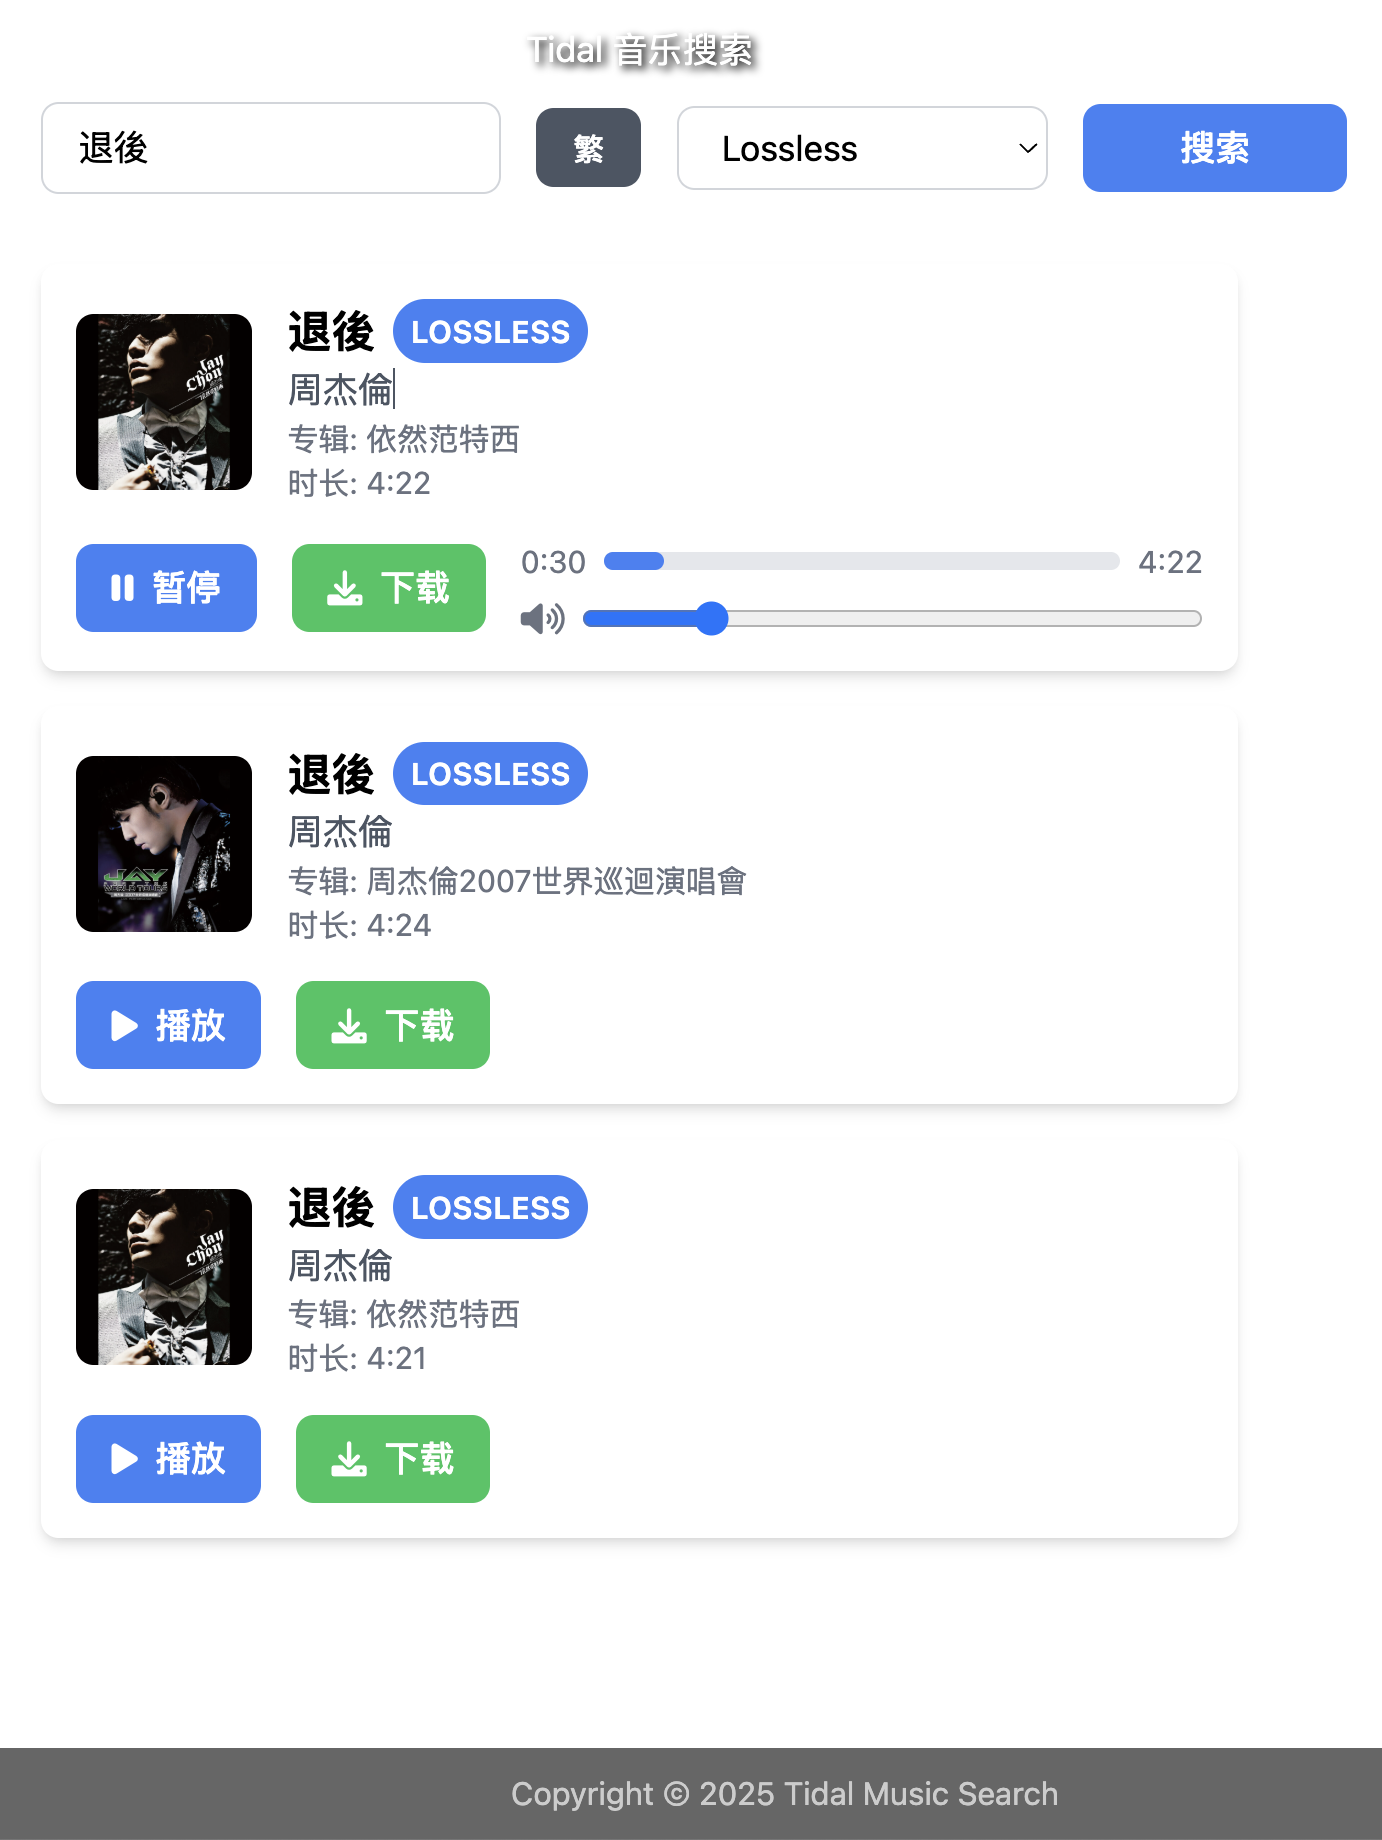 Tidal 音乐搜索
退後
繁
Lossless
搜索
Jay
Chou
退後 LOSSLESS
周杰倫
专辑: 依然范特西
时长: 4:22
暂停
下载
0:30
4:22
JAY
WORLD TOUR
退後 LOSSLESS
周杰倫
专辑: 周杰倫2007世界巡迴演唱會
时长: 4:24
播放
下载
Jay
Chou
退後 LOSSLESS
周杰倫
专辑: 依然范特西
时长: 4:21
播放
下载
Copyright © 2025 Tidal Music Search